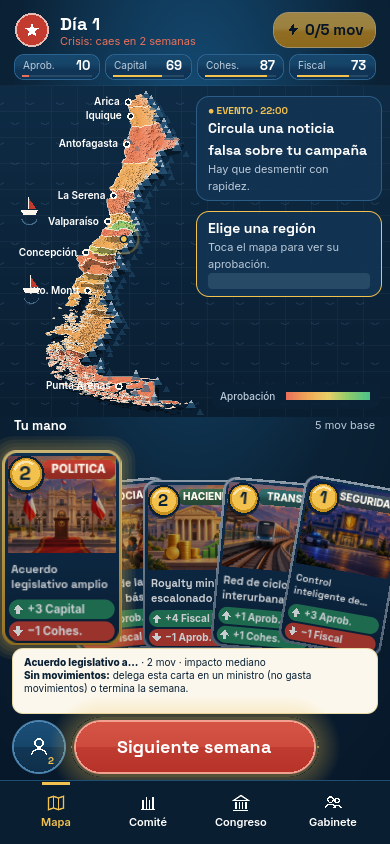 Día 1
Crisis: caes en 2 semanas
0/5 mov
Aprob. 10
Capital 69
Cohes. 87
Fiscal 73
Arica
Iquique
Antofagasta
La Serena
Valparaíso
Concepción
Mont
Punta Arenas
EVENTO · 22:00
Circula una noticia
falsa sobre tu campaña
Hay que desmentir con
rapidez.
Elige una región
Toca el mapa para ver su
aprobación.
Aprobación
Tu mano
5 mov base
2 POLITICA
Acuerdo
legislativo amplio
+3 Capital
−1 Cohes.
de la
bás
fiscal
2 HACIEN
Royalty min
escalonado
+4 Fiscal
−1 Aprob.
1 TRANS
Red de ciclo
interurbana
+1 Aprob.
+1 Cohes.
1 SEGURIDA
Control
inteligente de...
+3 Aprob.
−1 Fiscal
Acuerdo legislativo a... · 2 mov · impacto mediano
Sin movimientos: delega esta carta en un ministro (no gasta
movimientos) o termina la semana.
2
Siguiente semana
Mapa
Comité
Congreso
Gabinete